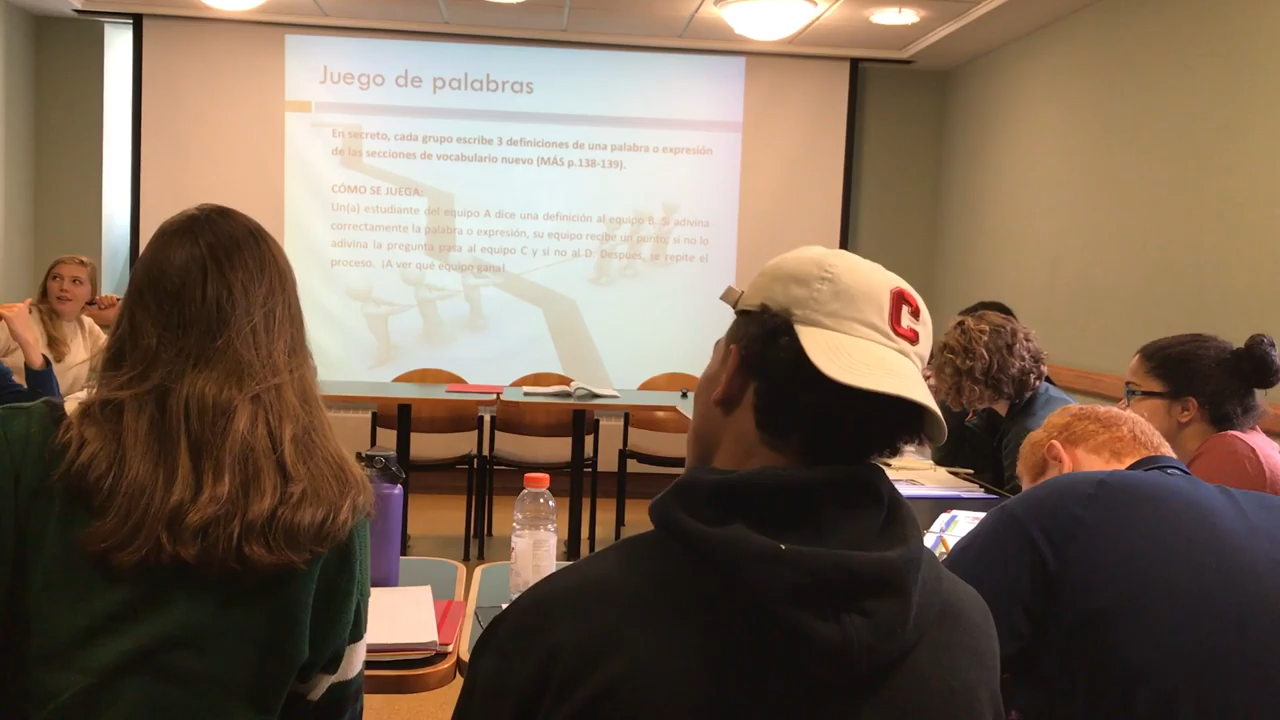 Juego de palabras
En secreto, cada grupo escribe 3 definiciones de una palabra o expresión
de las secciones de vocabulario nuevo (MÁS p.138-139).
CÓMO SE JUEGA:
Un(a) estudiante del equipo A dice una definición al equipo B. Si adivina
correctamente la palabra o expresión, su equipo recibe un punto; si no lo
adivina la pregunta pasa al equipo C y si no al D. Después, se repite el
proceso. ¡A ver qué equipo gana!
C